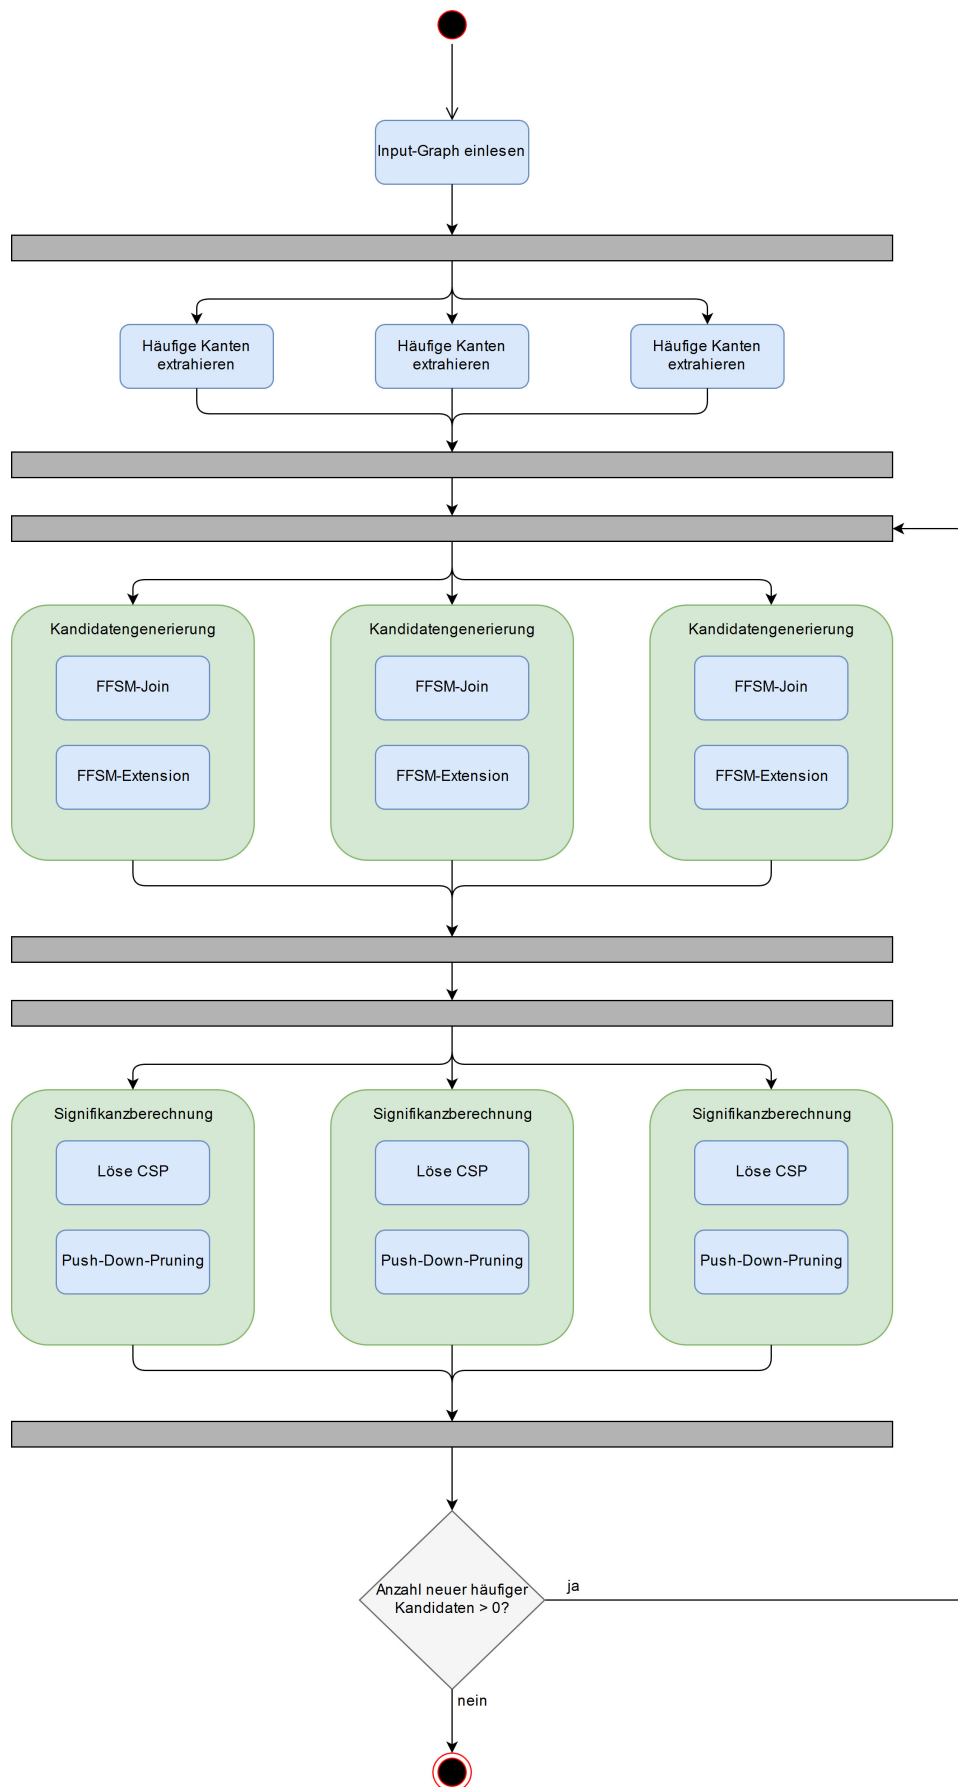 Input-Graph einlesen
Häufige Kanten
extrahieren
Häufige Kanten
extrahieren
Häufige Kanten
extrahieren
Kandidatengenerierung
FFSM-Join
FFSM-Extension
Kandidatengenerierung
FFSM-Join
FFSM-Extension
Kandidatengenerierung
FFSM-Join
FFSM-Extension
Signifikanzberechnung
Löse CSP
Push-Down-Pruning
Signifikanzberechnung
Löse CSP
Push-Down-Pruning
Signifikanzberechnung
Löse CSP
Push-Down-Pruning
Anzahl neuer häufiger
Kandidaten > 0?
ja
nein